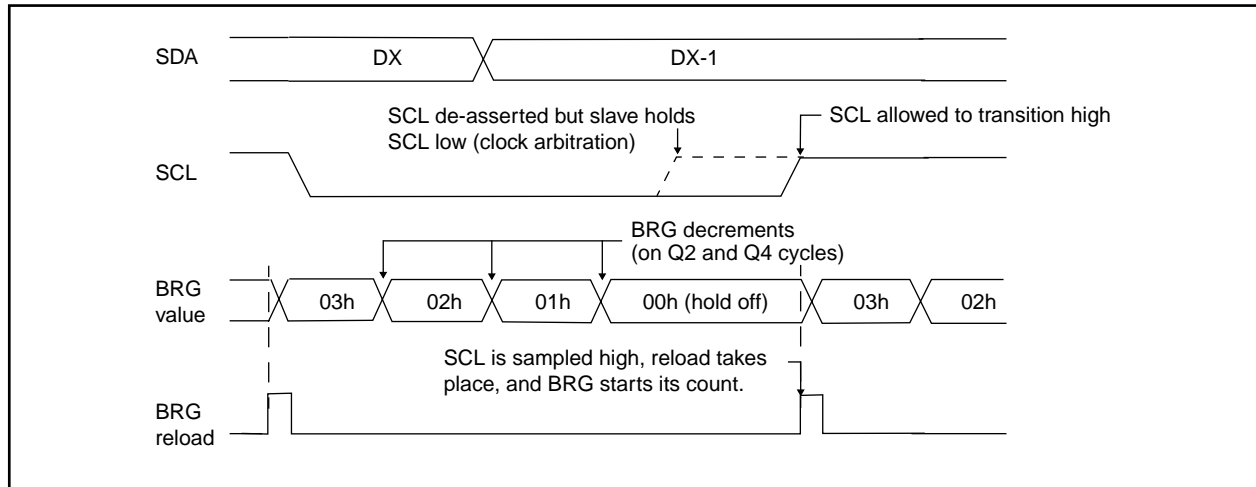 SDA
DX
DX-1
SCL de-asserted but slave holds
SCL low (clock arbitration)
SCL allowed to transition high
SCL
BRG decrements
(on Q2 and Q4 cycles)
BRG
value
03h
02h
01h
00h (hold off)
03h
02h
SCL is sampled high, reload takes
place, and BRG starts its count.
BRG
reload